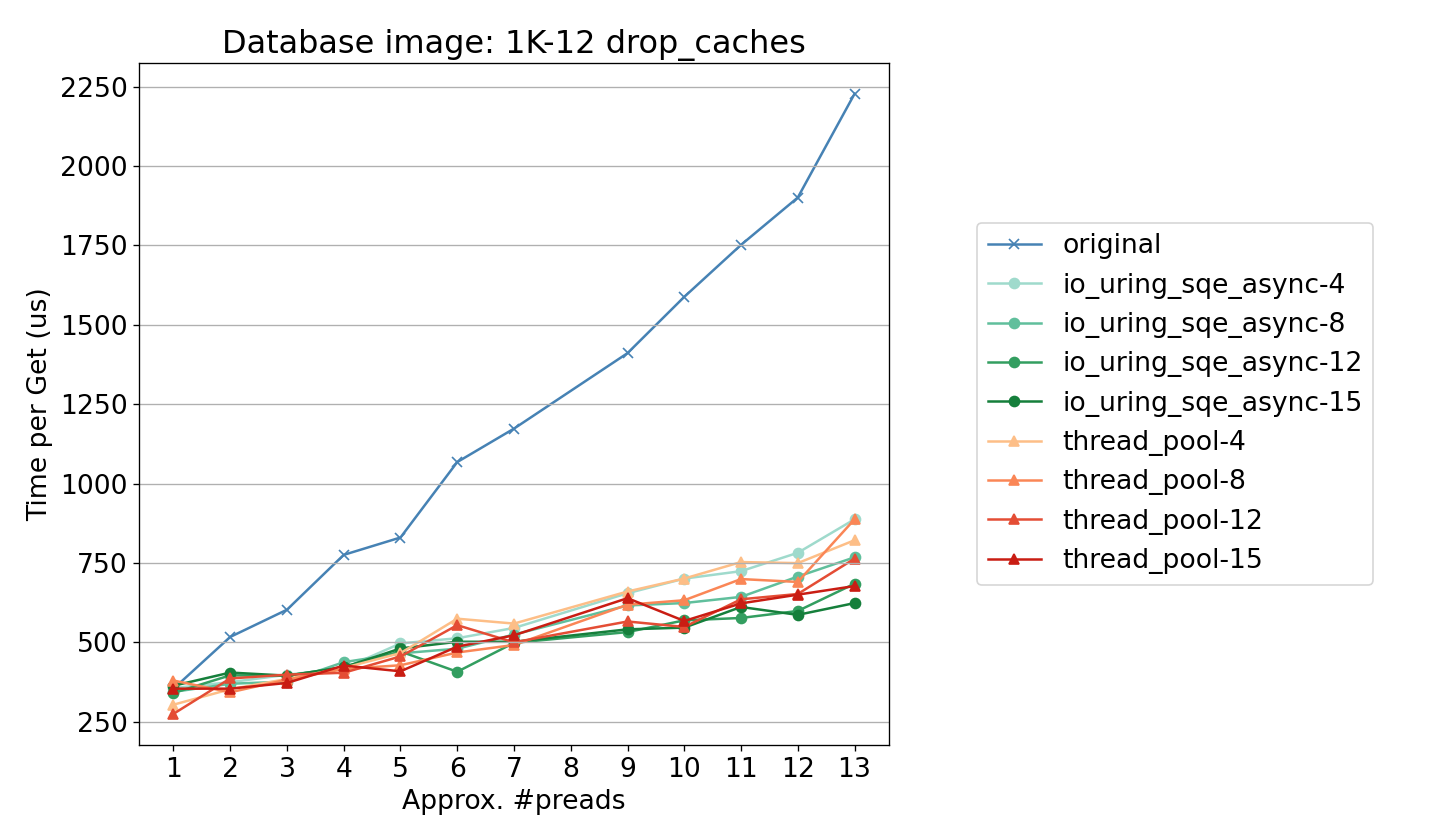 Database image: 1K-12 drop_caches
2250
2000
1750
1500
1250
1000
750
500
250
Time per Get (us)
1 2 3 4 5 6 7 8 9 10 11 12 13
Approx. #preads
original
io_uring_sqe_async-4
io_uring_sqe_async-8
io_uring_sqe_async-12
io_uring_sqe_async-15
thread_pool-4
thread_pool-8
thread_pool-12
thread_pool-15